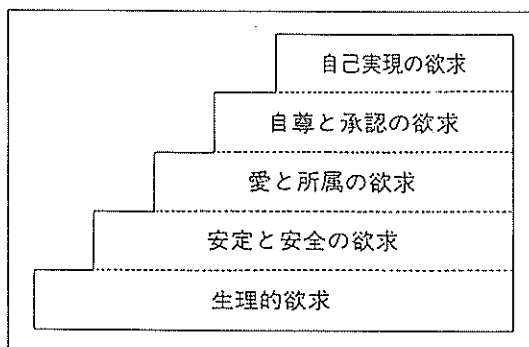 自己実現の欲求
自尊と承認の欲求
愛と所属の欲求
安定と安全の欲求
生理的欲求